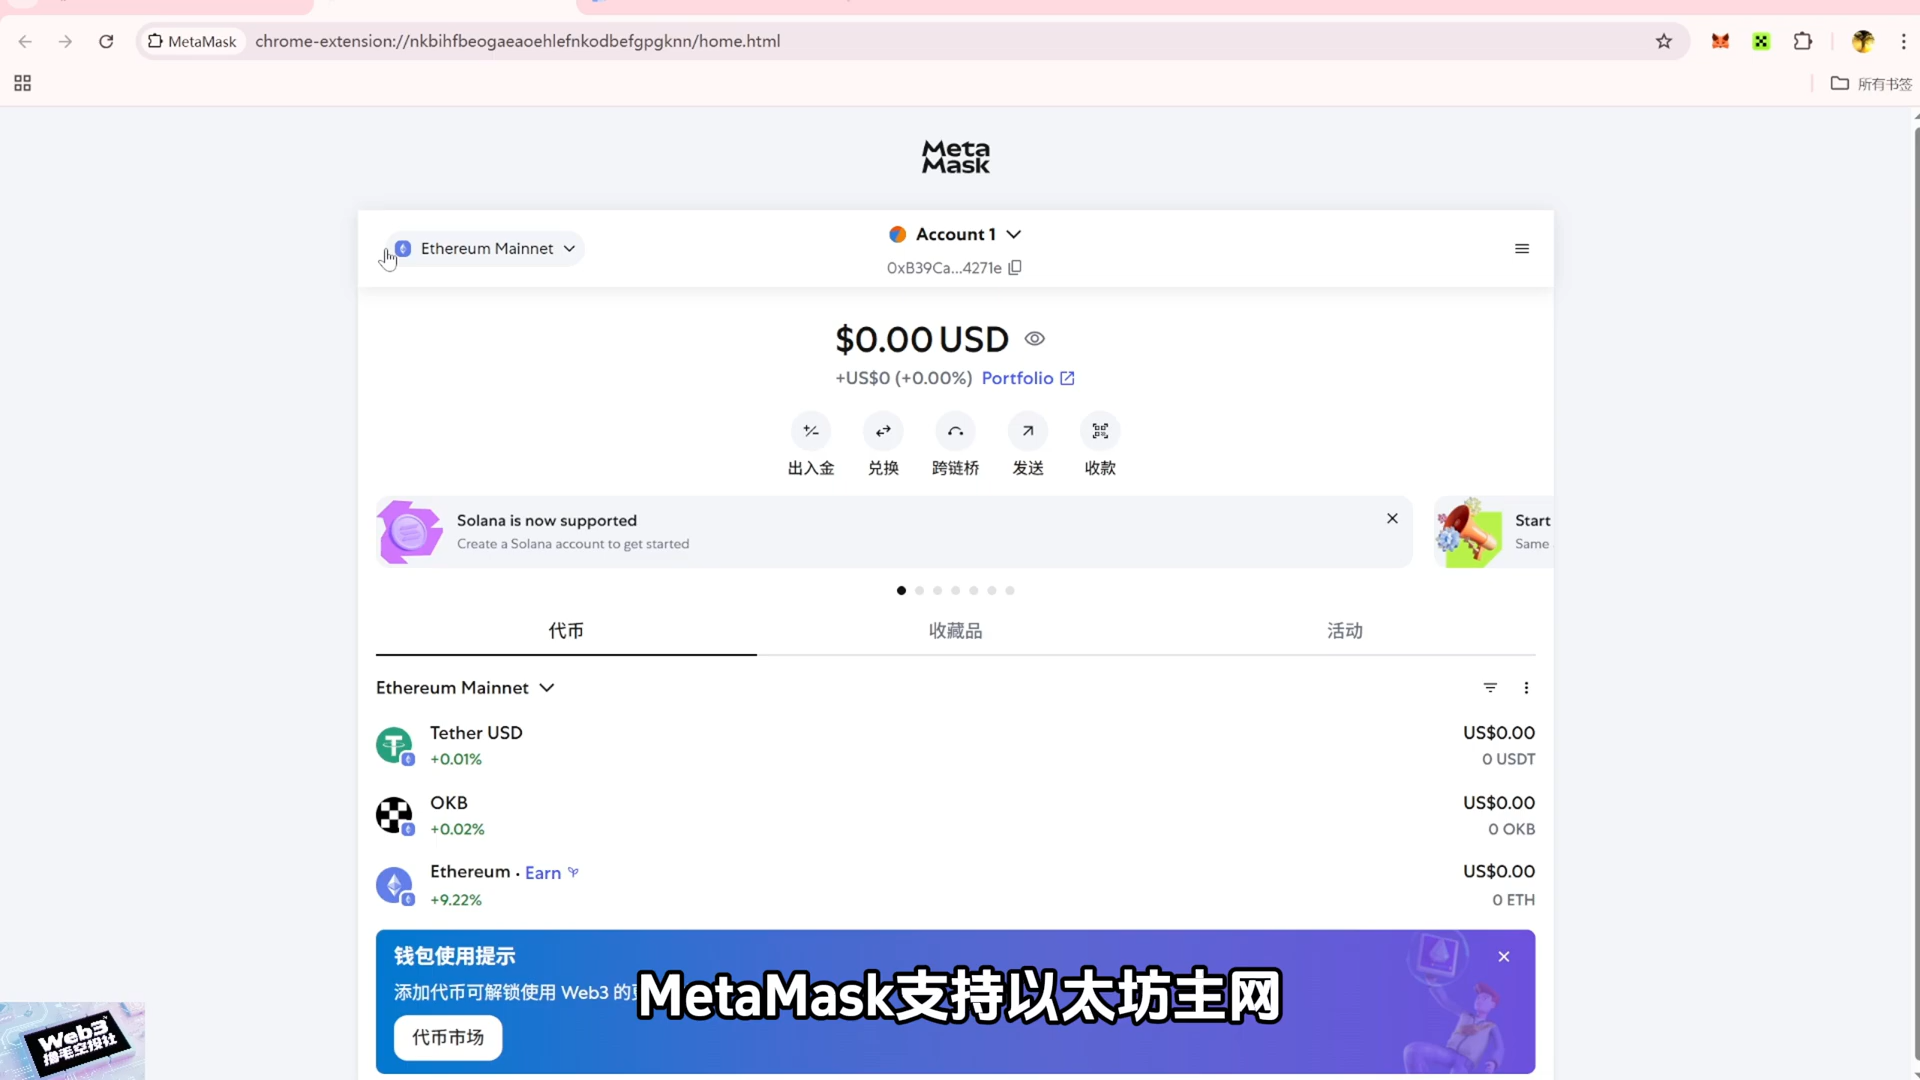 MetaMask
chrome-extension://nkbihfbeogaeaoehlefnkodbefgpgknn/home.html
所有书签
Meta
Mask
Ethereum Mainnet
Account 1
0xB39Ca...4271e
$0.00 USD
+US$0 (+0.00%) Portfolio
出入金
兑换
跨链桥
发送
收款
Solana is now supported
Create a Solana account to get started
Start
Same
代币
收藏品
活动
Ethereum Mainnet
Tether USD
US$0.00
+0.01%
0 USDT
OKB
US$0.00
+0.02%
0 OKB
Ethereum • Earn
US$0.00
+9.22%
0 ETH
钱包使用提示
添加代币可解锁使用 Web3 的
MetaMask支持以太坊主网
代币市场
Web3
撸毛空投社